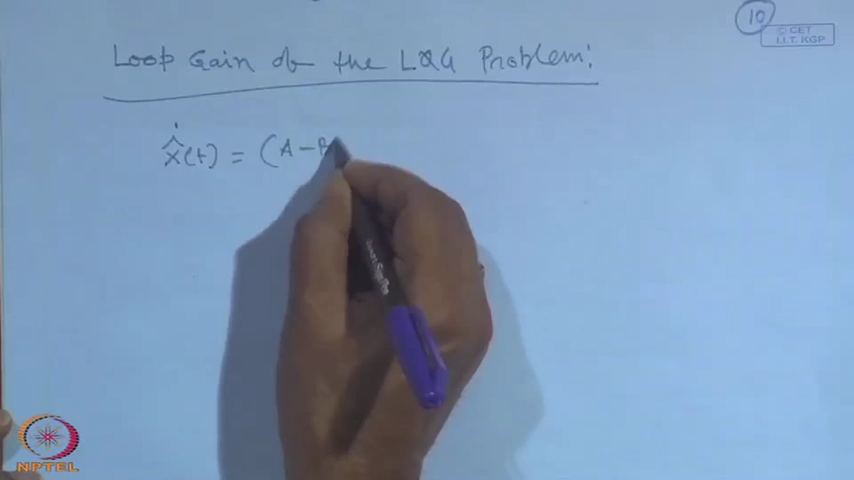 10
© CET
I.I.T. KGP
Loop Gain of the LQG Problem:
ẋ̂(t) = (A - B
NPTEL